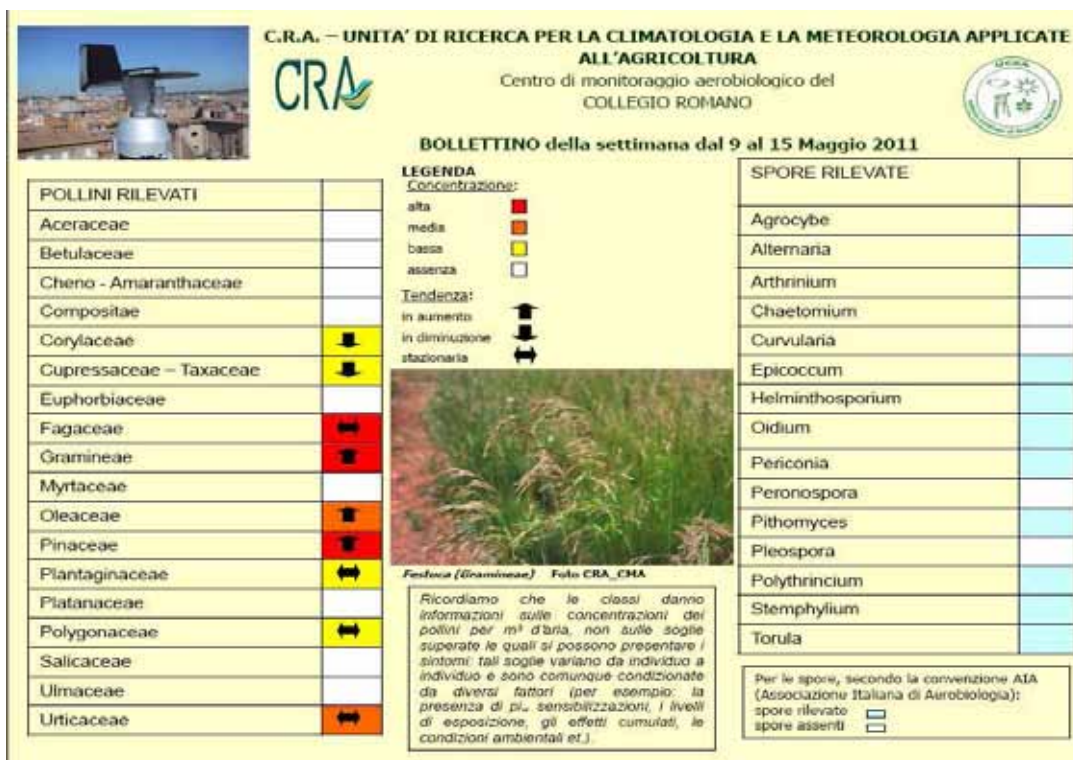 C.R.A. – UNITA' DI RICERCA PER LA CLIMATOLOGIA E LA METEOROLOGIA APPLICATE
ALL'AGRICOLTURA
CRA
Centro di monitoraggio aerobiologico del
COLLEGIO ROMANO
BOLLETTINO della settimana dal 9 al 15 Maggio 2011
POLLINI RILEVATI
Aceraceae
Betulaceae
Cheno - Amaranthaceae
Compositae
Corylaceae
Cupressaceae – Taxaceae
Euphorbiaceae
Fagaceae
Gramineae
Myrtaceae
Oleaceae
Pinaceae
Plantaginaceae
Platanaceae
Polygonaceae
Salicaceae
Ulmaceae
Urticaceae
LEGENDA
Concentrazione:
alta
media
bassa
assenza
Tendenza:
in aumento
in diminuzione
stazionaria
Festuca (Gramineae) Foto CRA_CMA
Ricordiamo che le classi danno
informazioni sulle concentrazioni dei
pollini per m³ d'aria, non sulle soglie
superate le quali si possono presentare i
sintomi: tali soglie variano da individuo a
individuo e sono comunque condizionate
da diversi fattori (per esempio: la
presenza di pi.. sensibilizzazioni, i livelli
di esposizione, gli effetti cumulati, le
condizioni ambientali et.).
SPORE RILEVATE
Agrocybe
Alternaria
Arthrinium
Chaetomium
Curvularia
Epicoccum
Helminthosporium
Oidium
Periconia
Peronospora
Pithomyces
Pleospora
Polythrincium
Stemphylium
Torula
Per le spore, secondo la convenzione AIA
(Associazione Italiana di Aerobiologia):
spore rilevate
spore assenti